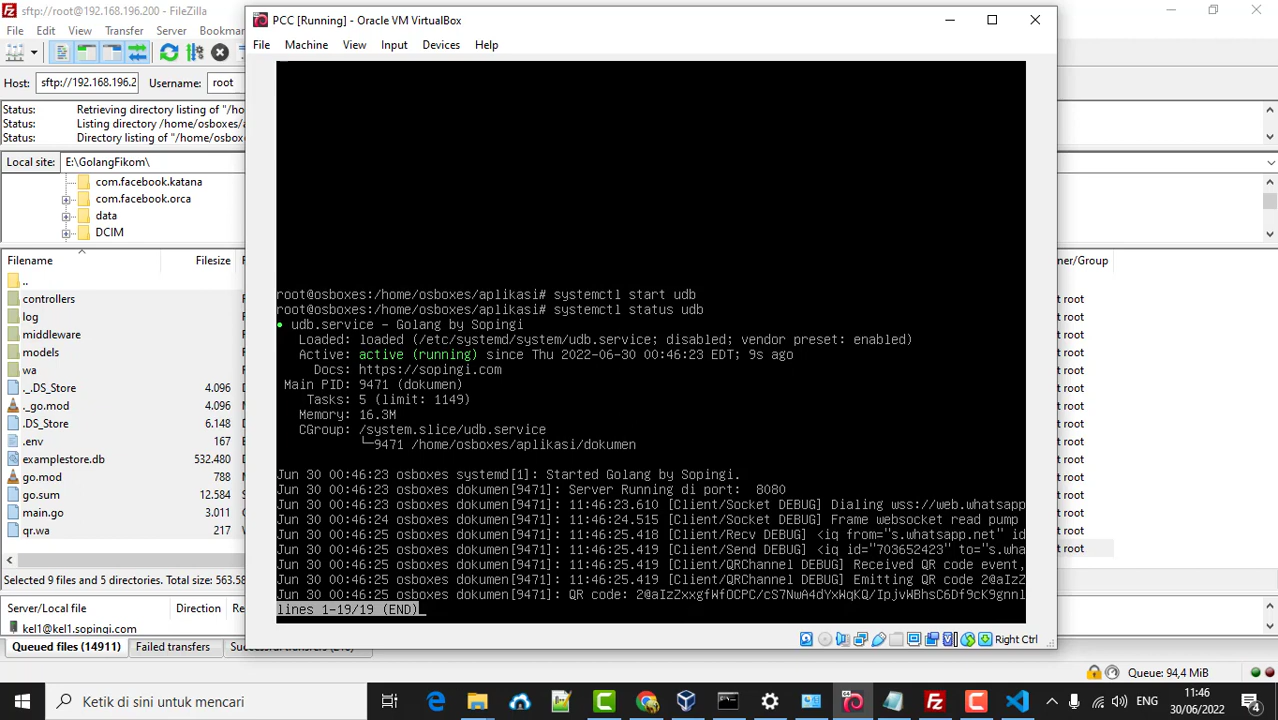 sftp://root@192.168.196.200 - FileZilla
File Edit View Transfer Server Bookmar
Host: sftp://192.168.196.2 Username: root
Status: Retrieving directory listing of "/ho
Status: Listing directory /home/osboxes/a
Status: Directory listing of "/home/osbox
Local site: E:\GolangFikom\
com.facebook.katana
com.facebook.orca
data
DCIM
Filename Filesize
..
controllers
log
middleware
models
wa
._.DS_Store 4.096
._go.mod 4.096
.DS_Store 6.148
.env 167
examplestore.db 532.480
go.mod 788
go.sum 12.584
main.go 3.011
qr.wa 217
Selected 9 files and 5 directories. Total size: 563.58
Server/Local file Direction
kel1@kel1.sopingi.com
Queued files (14911) Failed transfers
PCC [Running] - Oracle VM VirtualBox
File Machine View Input Devices Help
root@osboxes:/home/osboxes/aplikasi# systemctl start udb
root@osboxes:/home/osboxes/aplikasi# systemctl status udb
● udb.service - Golang by Sopingi
Loaded: loaded (/etc/systemd/system/udb.service; disabled; vendor preset: enabled)
Active: active (running) since Thu 2022-06-30 00:46:23 EDT; 9s ago
Docs: https://sopingi.com
Main PID: 9471 (dokumen)
Tasks: 5 (limit: 1149)
Memory: 16.3M
CGroup: /system.slice/udb.service
└─9471 /home/osboxes/aplikasi/dokumen
Jun 30 00:46:23 osboxes systemd[1]: Started Golang by Sopingi.
Jun 30 00:46:23 osboxes dokumen[9471]: Server Running di port: 8080
Jun 30 00:46:23 osboxes dokumen[9471]: 11:46:23.610 [Client/Socket DEBUG] Dialing wss://web.whatsapp
Jun 30 00:46:24 osboxes dokumen[9471]: 11:46:24.515 [Client/Socket DEBUG] Frame websocket read pump
Jun 30 00:46:25 osboxes dokumen[9471]: 11:46:25.418 [Client/Recv DEBUG] <iq from="s.whatsapp.net" id
Jun 30 00:46:25 osboxes dokumen[9471]: 11:46:25.419 [Client/Send DEBUG] <iq id="703652423" to="s.wha
Jun 30 00:46:25 osboxes dokumen[9471]: 11:46:25.419 [Client/QRChannel DEBUG] Received QR code event,
Jun 30 00:46:25 osboxes dokumen[9471]: 11:46:25.419 [Client/QRChannel DEBUG] Emitting QR code 2@aIzZ
Jun 30 00:46:25 osboxes dokumen[9471]: QR code: 2@aIzZxxgfWfOCPC/cS7NwA4dYxWqKQ/IpjvWBhsC6Df9cK9gnnl
lines 1-19/19 (END)
Right Ctrl
ner/Group
t root
t root
t root
t root
t root
t root
t root
t root
t root
t root
t root
t root
t root
t root
Queue: 94,4 MiB
Ketik di sini untuk mencari
ENG
11:46
30/06/2022
4